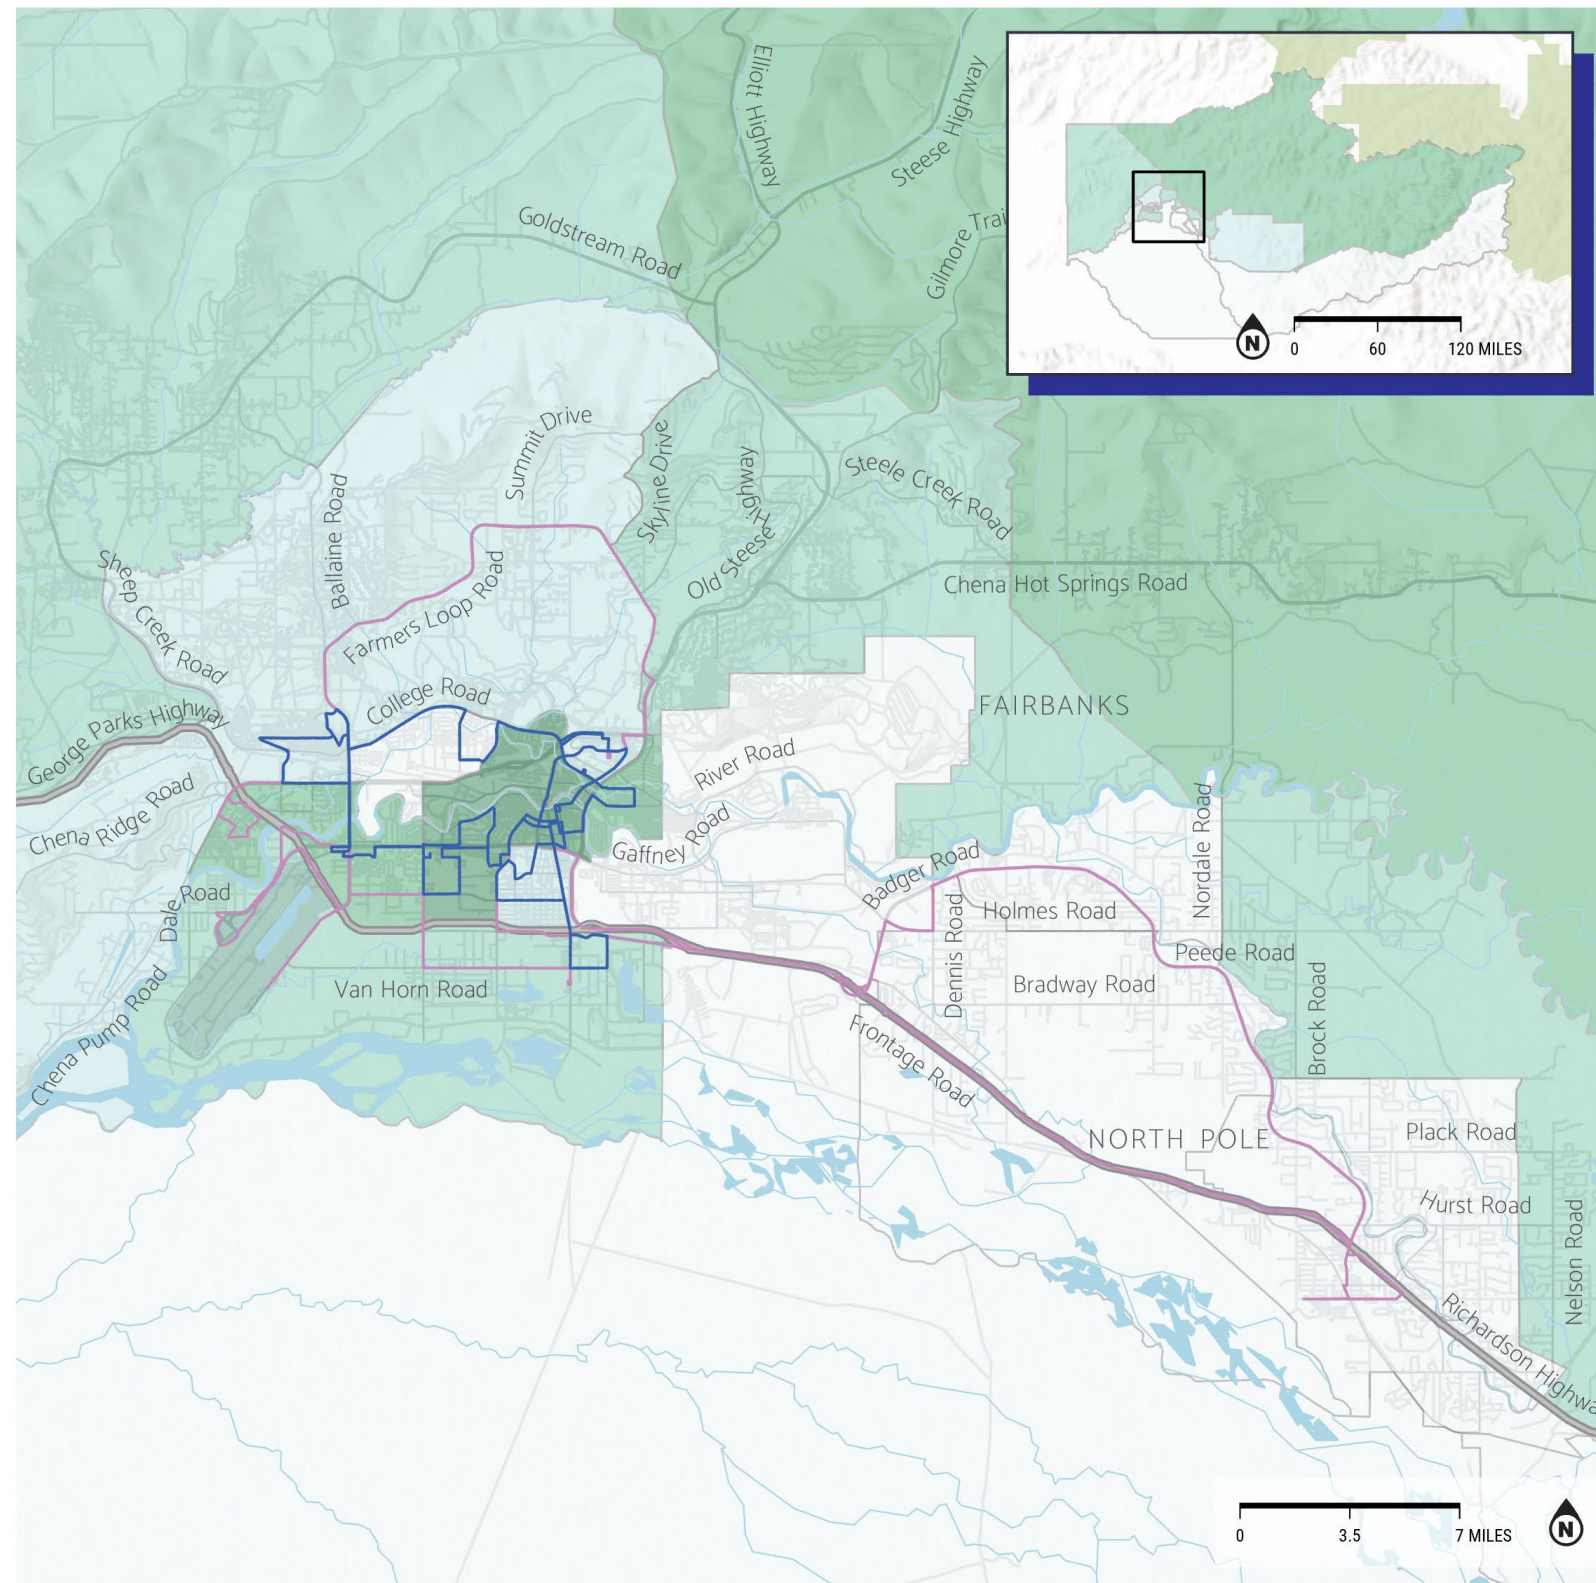 Elliott Highway
Steese Highway
Goldstream Road
Gilmore Trai
N
0 60 120 MILES
Summit Drive
Skyline Drive
Old Steese Highway
Steele Creek Road
Ballaine Road
Sheep Creek Road
Farmers Loop Road
Chena Hot Springs Road
College Road
George Parks Highway
FAIRBANKS
River Road
Chena Ridge Road
Gaffney Road
Nordale Road
Badger Road
Dale Road
Dennis Road
Holmes Road
Peede Road
Van Horn Road
Bradway Road
Brock Road
Chena Pump Road
Frontage Road
NORTH POLE
Plack Road
Hurst Road
Nelson Road
Richardson Highwa
0 3.5 7 MILES
N